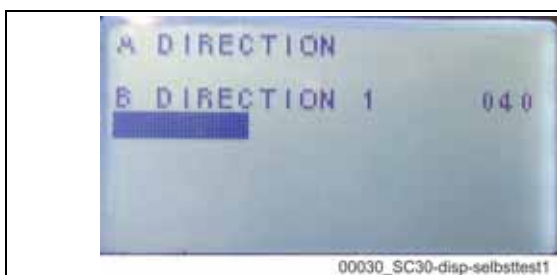 A DIRECTION
B DIRECTION 1 040
00030_SC30-disp-selbsttest1